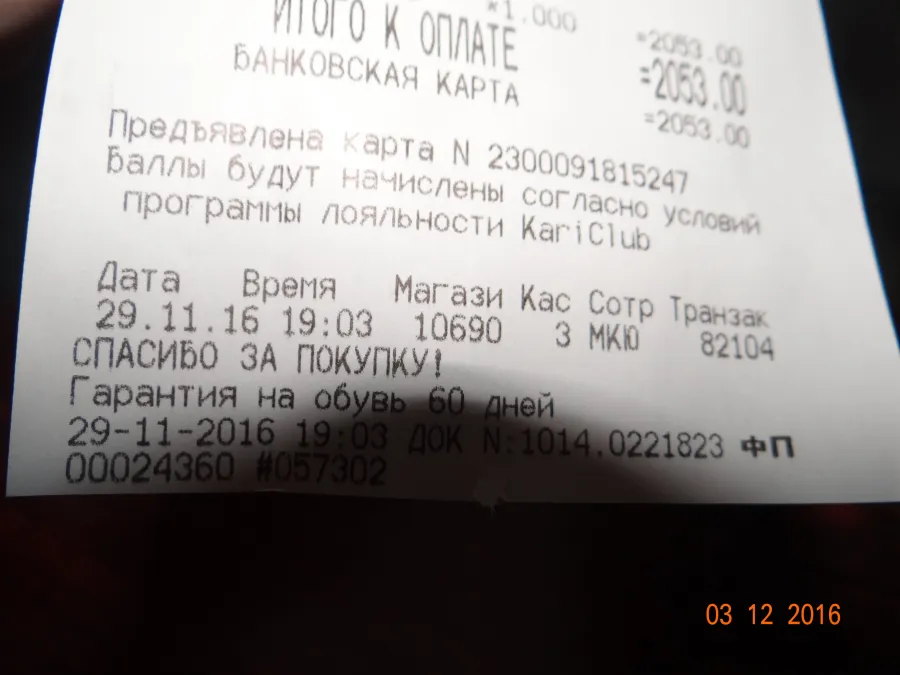 *1.000 =2053.00
ИТОГО К ОПЛАТЕ =2053.00
БАНКОВСКАЯ КАРТА =2053.00
Предъявлена карта N 2300091815247
Баллы будут начислены согласно условий
программы лояльности KariClub
Дата Время Магази Кас Сотр Транзак
29.11.16 19:03 10690 3 МКЮ 82104
СПАСИБО ЗА ПОКУПКУ!
Гарантия на обувь 60 дней
29-11-2016 19:03 ДОК N:1014.0221823 ФП
00024360 #057302
03 12 2016